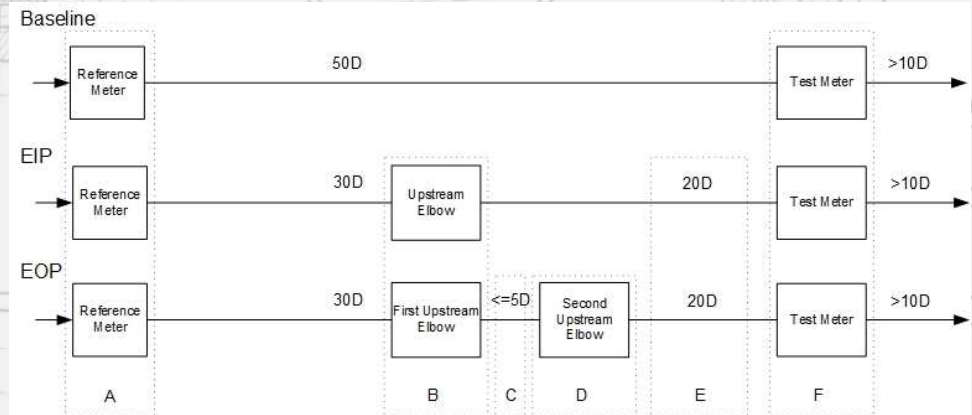 Baseline
Reference
Meter
50D
Test Meter
>10D
EIP
Reference
Meter
30D
Upstream
Elbow
20D
Test Meter
>10D
EOP
Reference
Meter
30D
First Upstream
Elbow
<=5D
Second
Upstream
Elbow
20D
Test Meter
>10D
A
B
C
D
E
F